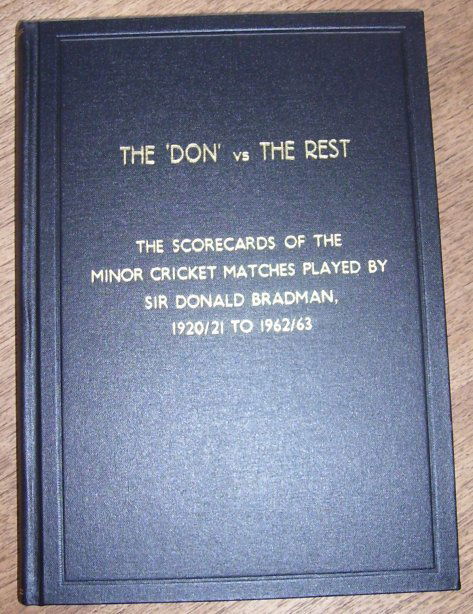 THE 'DON' vs THE REST
THE SCORECARDS OF THE
MINOR CRICKET MATCHES PLAYED BY
SIR DONALD BRADMAN,
1920/21 TO 1962/63